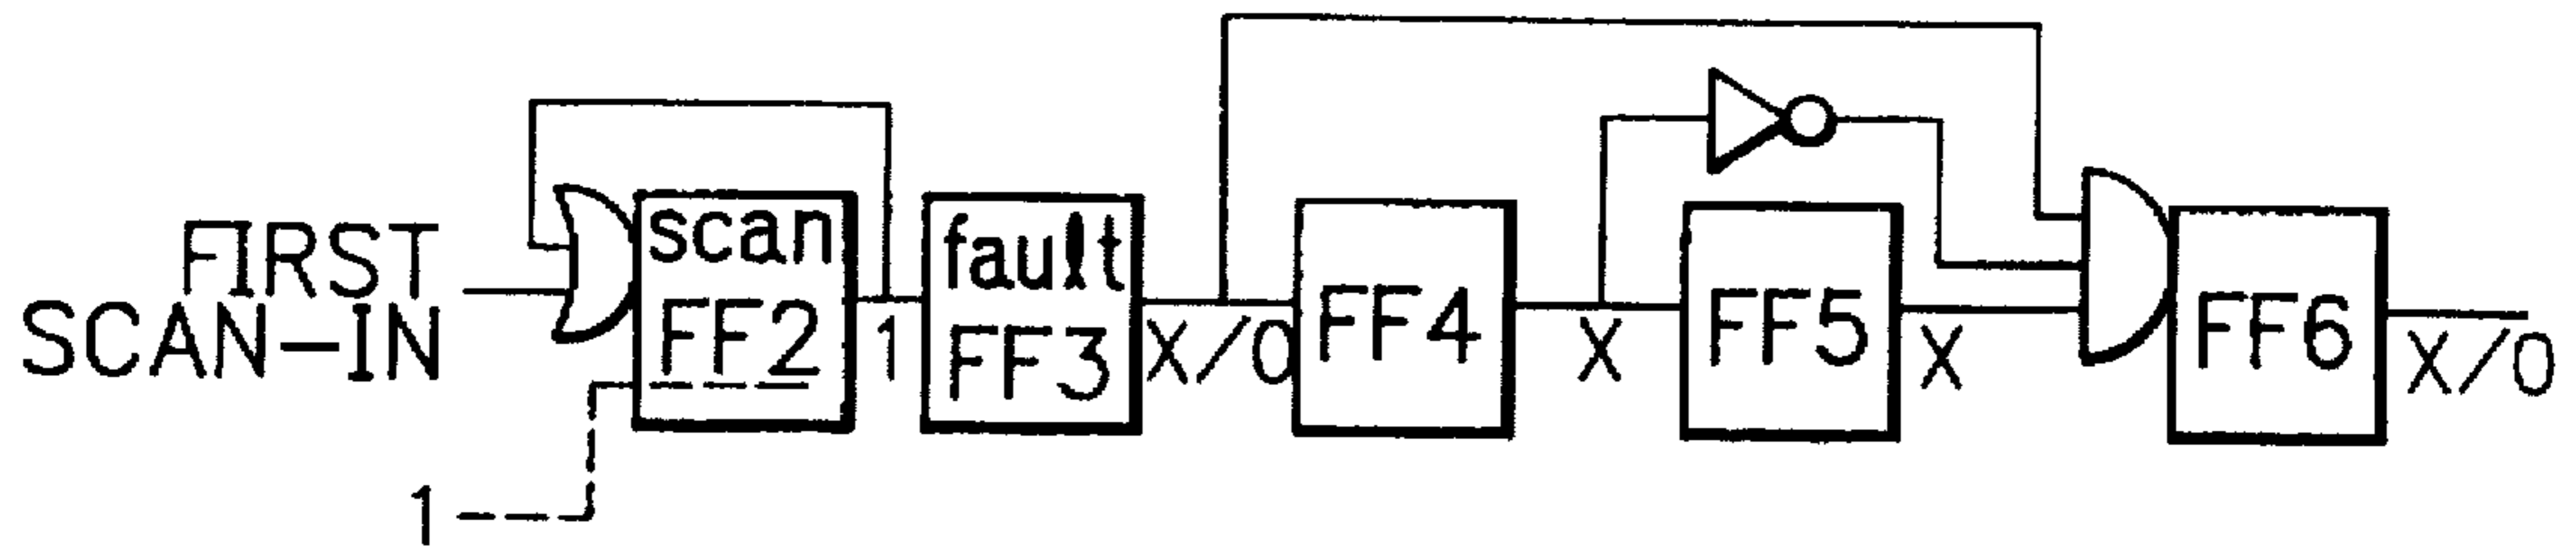 FIRST
SCAN-IN
1
scan
FF2
1
fault
FF3
X/0
FF4
X
FF5
X
FF6
X/0